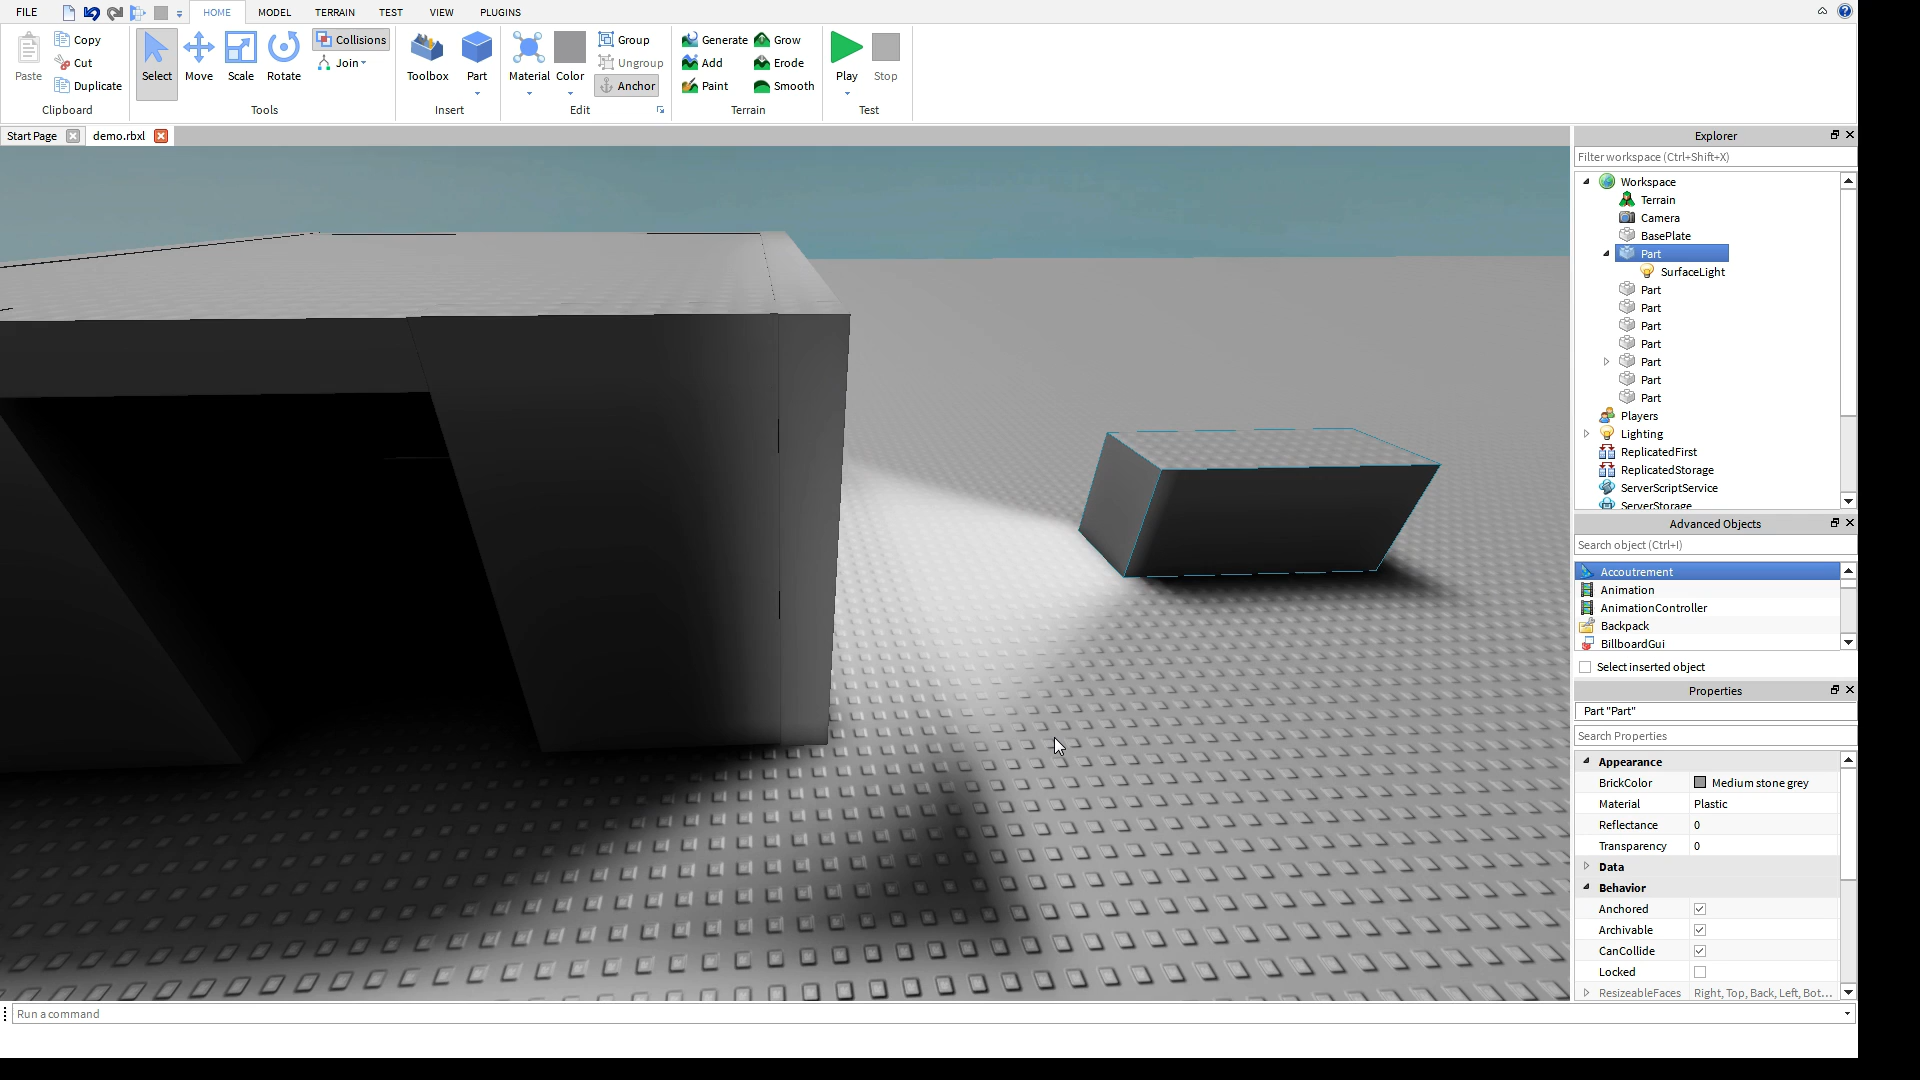 FILE HOME MODEL TERRAIN TEST VIEW PLUGINS
Paste
Copy
Cut
Duplicate
Clipboard
Select Move Scale Rotate
Collisions
Join
Tools
Toolbox Part
Insert
Material Color
Group
Ungroup
Anchor
Edit
Generate Grow
Add Erode
Paint Smooth
Terrain
Play Stop
Test
Start Page demo.rbxl
Explorer
Filter workspace (Ctrl+Shift+X)
Workspace
Terrain
Camera
BasePlate
Part
SurfaceLight
Part
Part
Part
Part
Part
Part
Part
Players
Lighting
ReplicatedFirst
ReplicatedStorage
ServerScriptService
ServerStorage
Advanced Objects
Search object (Ctrl+I)
Accoutrement
Animation
AnimationController
Backpack
BillboardGui
Select inserted object
Properties
Part "Part"
Search Properties
Appearance
BrickColor Medium stone grey
Material Plastic
Reflectance 0
Transparency 0
Data
Behavior
Anchored
Archivable
CanCollide
Locked
ResizeableFaces Right, Top, Back, Left, Bot...
Run a command